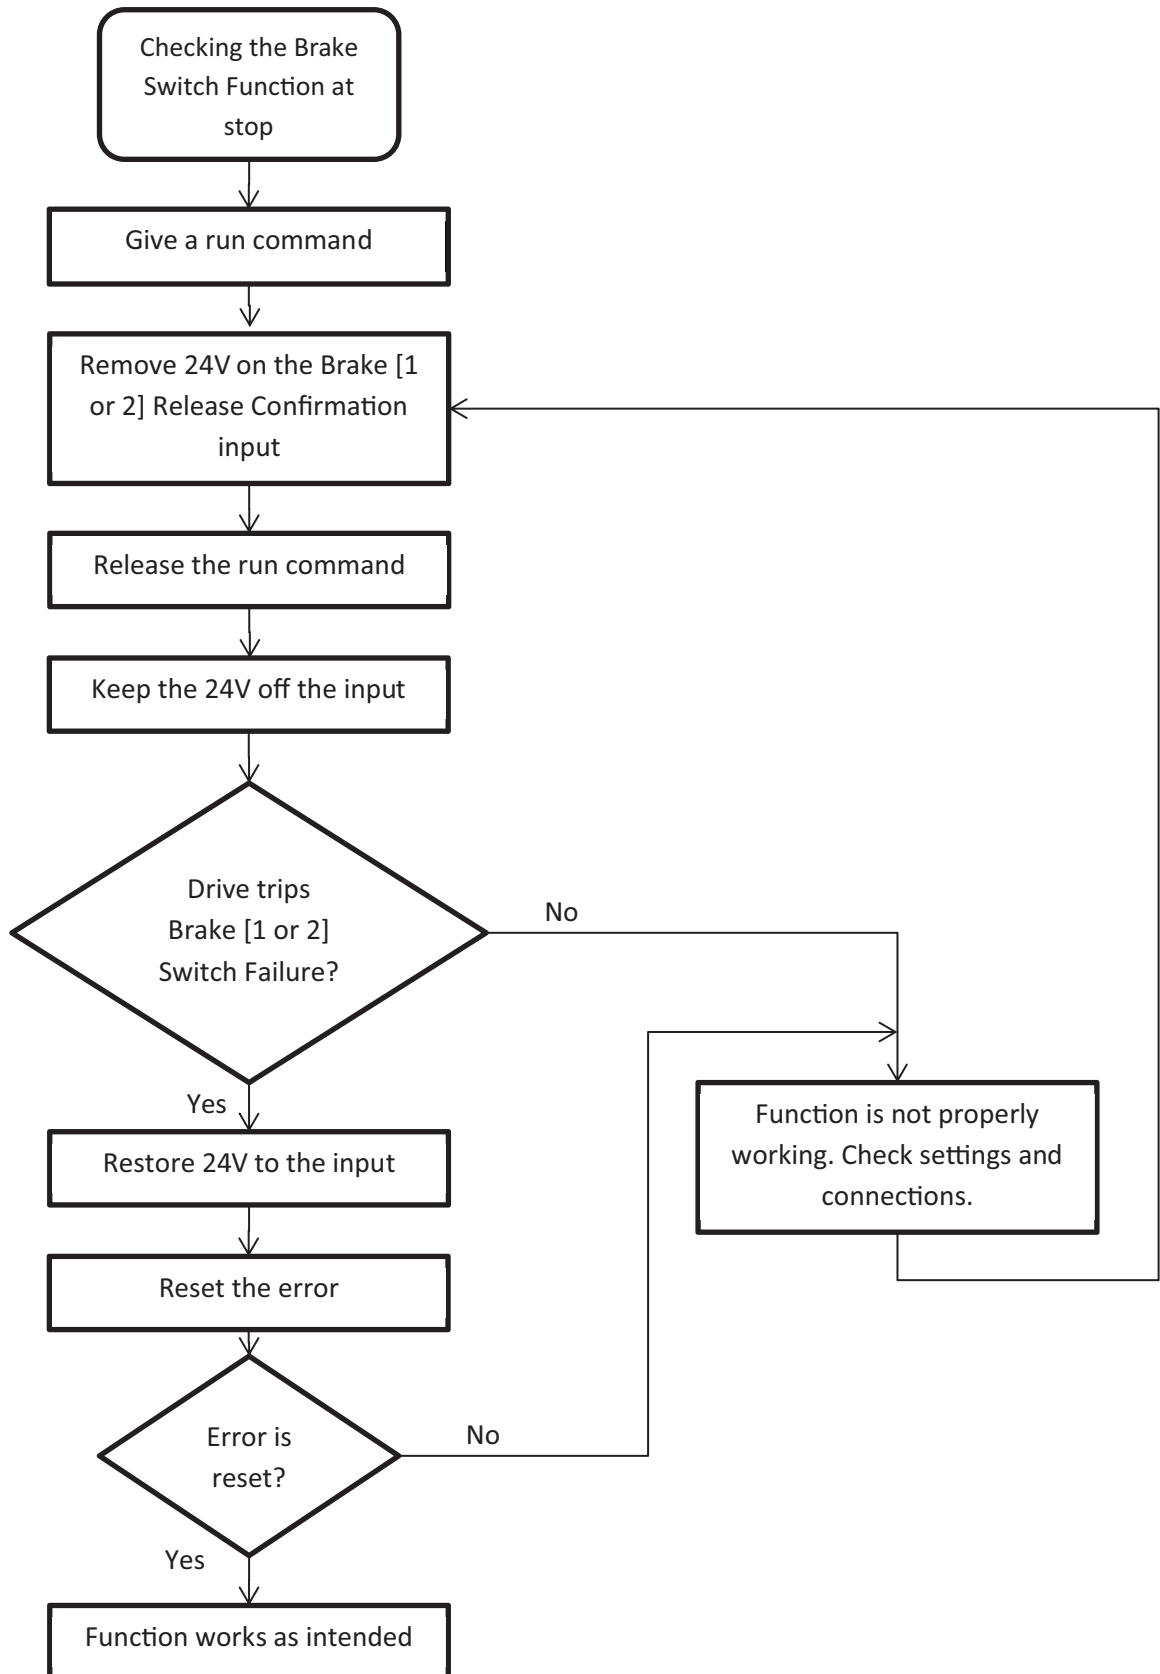 Checking the Brake
Switch Function at
stop
Give a run command
Remove 24V on the Brake [1
or 2] Release Confirmation
input
Release the run command
Keep the 24V off the input
Drive trips
Brake [1 or 2]
Switch Failure?
No
Yes
Restore 24V to the input
Function is not properly
working. Check settings and
connections.
Reset the error
Error is
reset?
No
Yes
Function works as intended